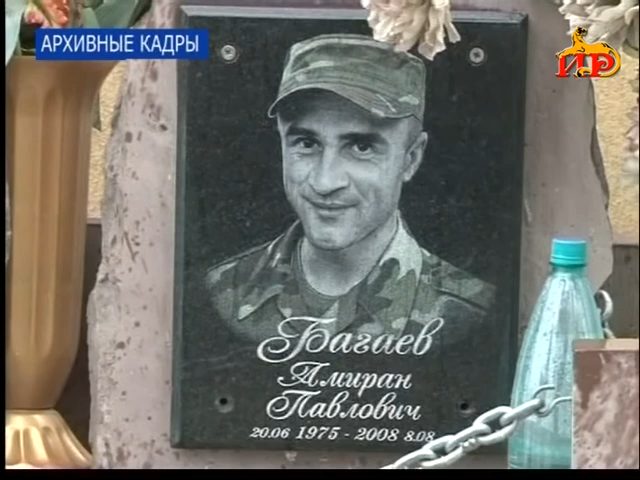 АРХИВНЫЕ КАДРЫ
ИР
Багаев
Амиран
Павлович
20.06 1975 - 2008 8.08